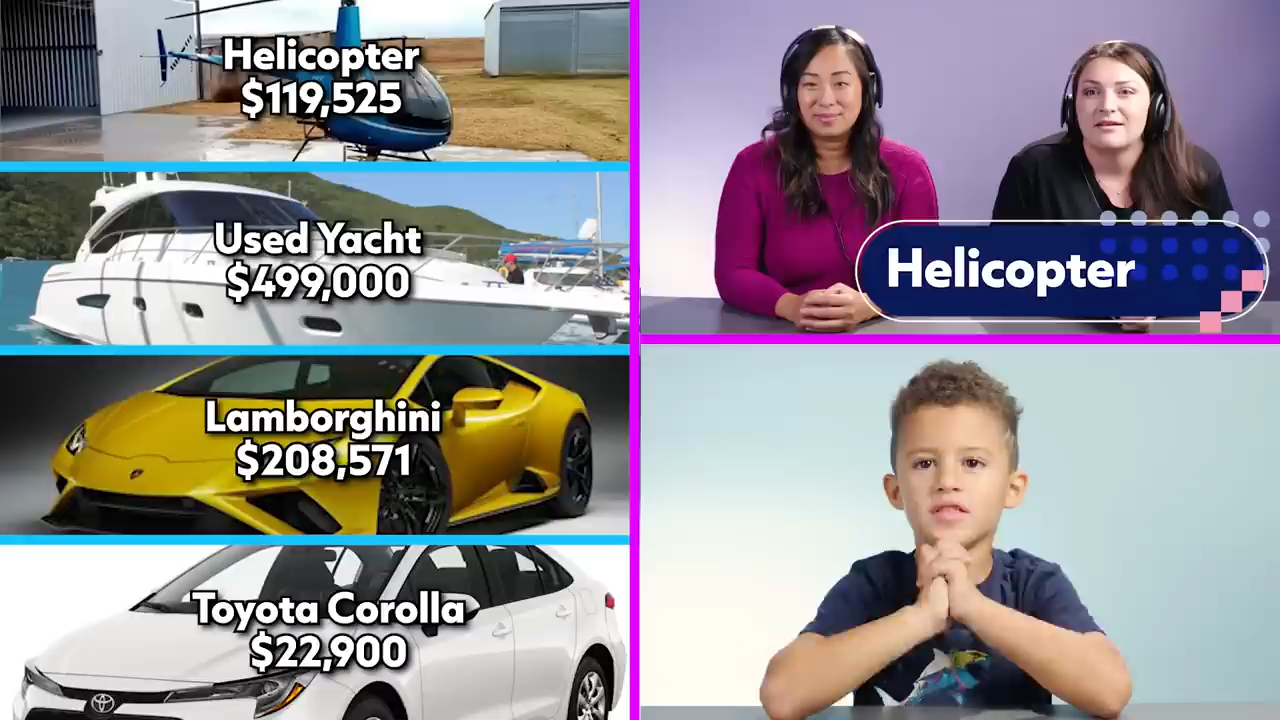 Helicopter
$119,525
Used Yacht
$499,000
Lamborghini
$208,571
Toyota Corolla
$22,900
Helicopter